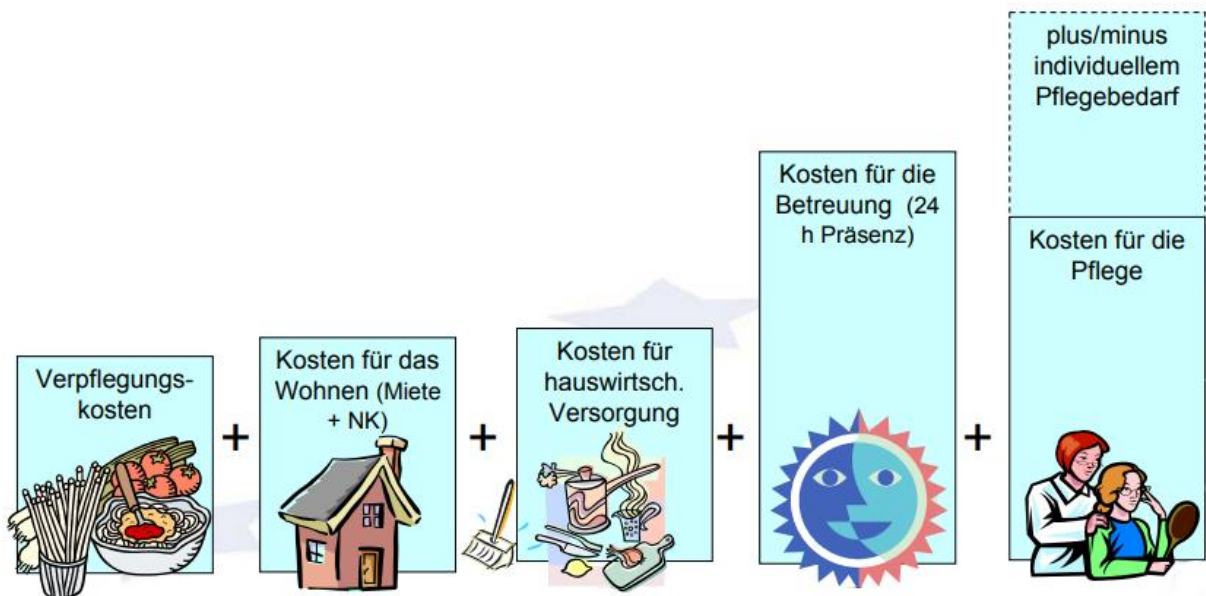 Verpflegungs-
kosten
+
Kosten für das
Wohnen (Miete
+ NK)
+
Kosten für
hauswirtsch.
Versorgung
+
Kosten für die
Betreuung (24
h Präsenz)
+
plus/minus
individuellem
Pflegebedarf
Kosten für die
Pflege